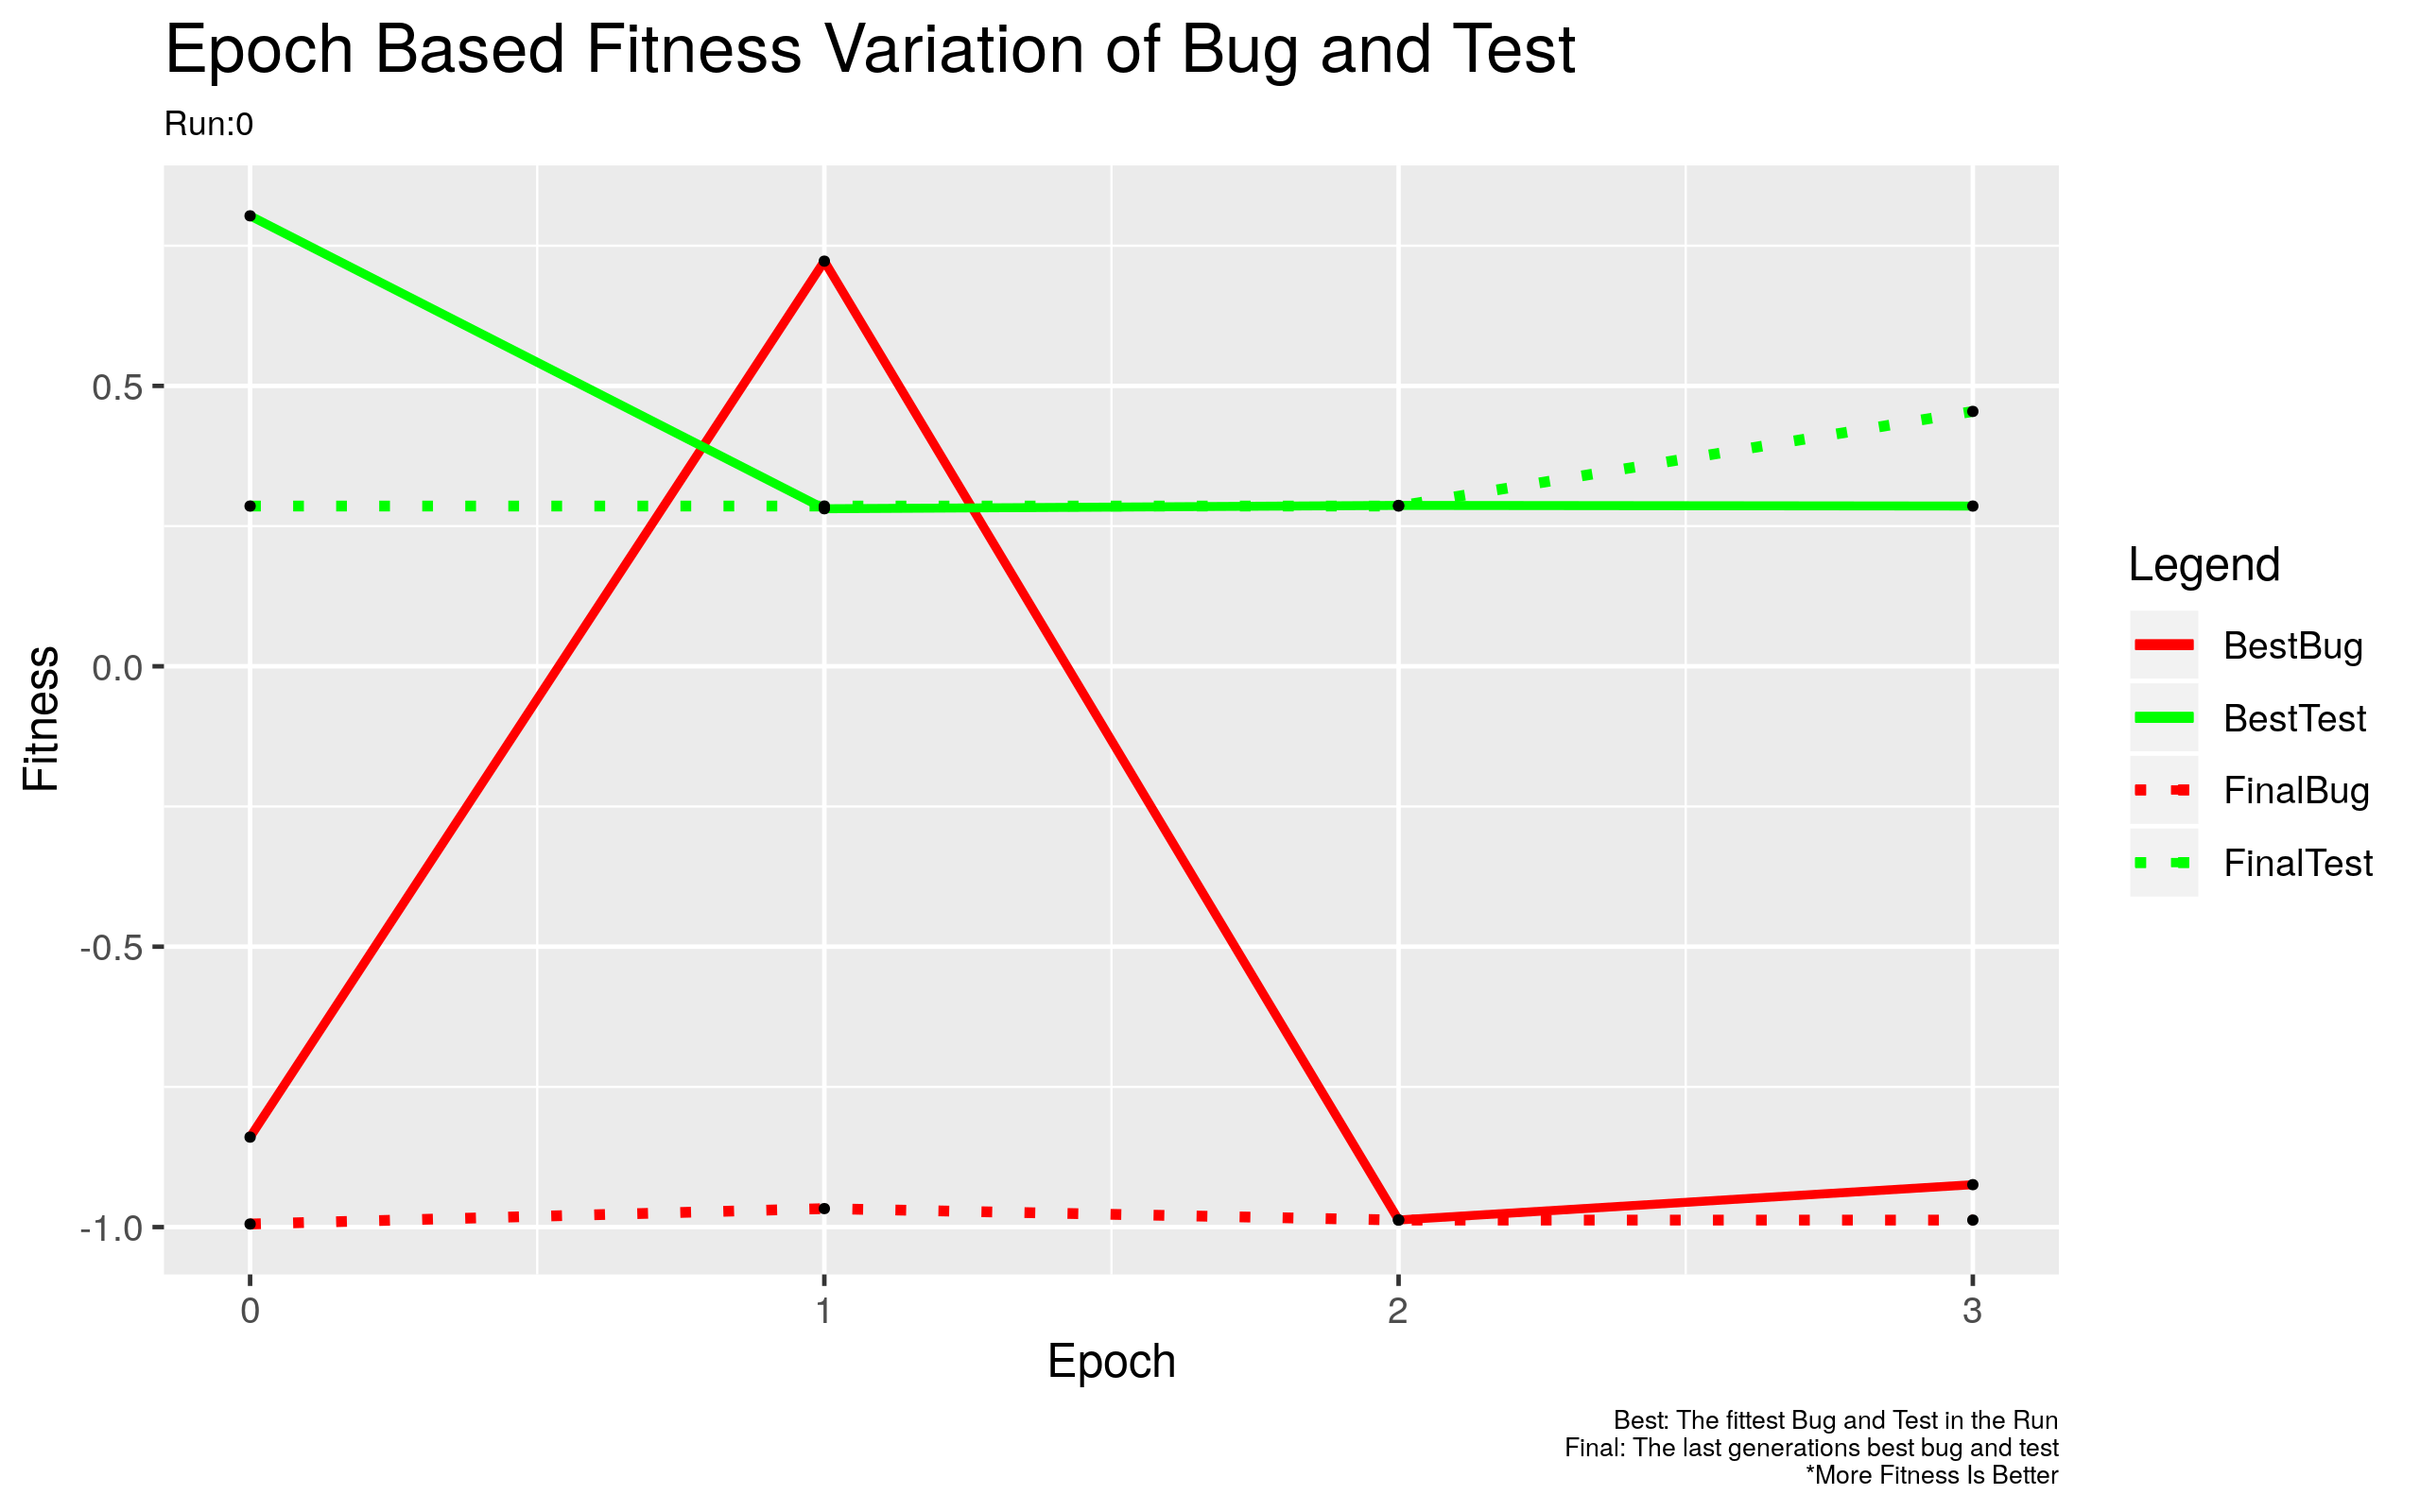 Epoch Based Fitness Variation of Bug and Test
Run:0
Fitness
0.5
0.0
-0.5
-1.0
0
1
2
3
Epoch
Legend
BestBug
BestTest
FinalBug
FinalTest
Best: The fittest Bug and Test in the Run
Final: The last generations best bug and test
*More Fitness Is Better